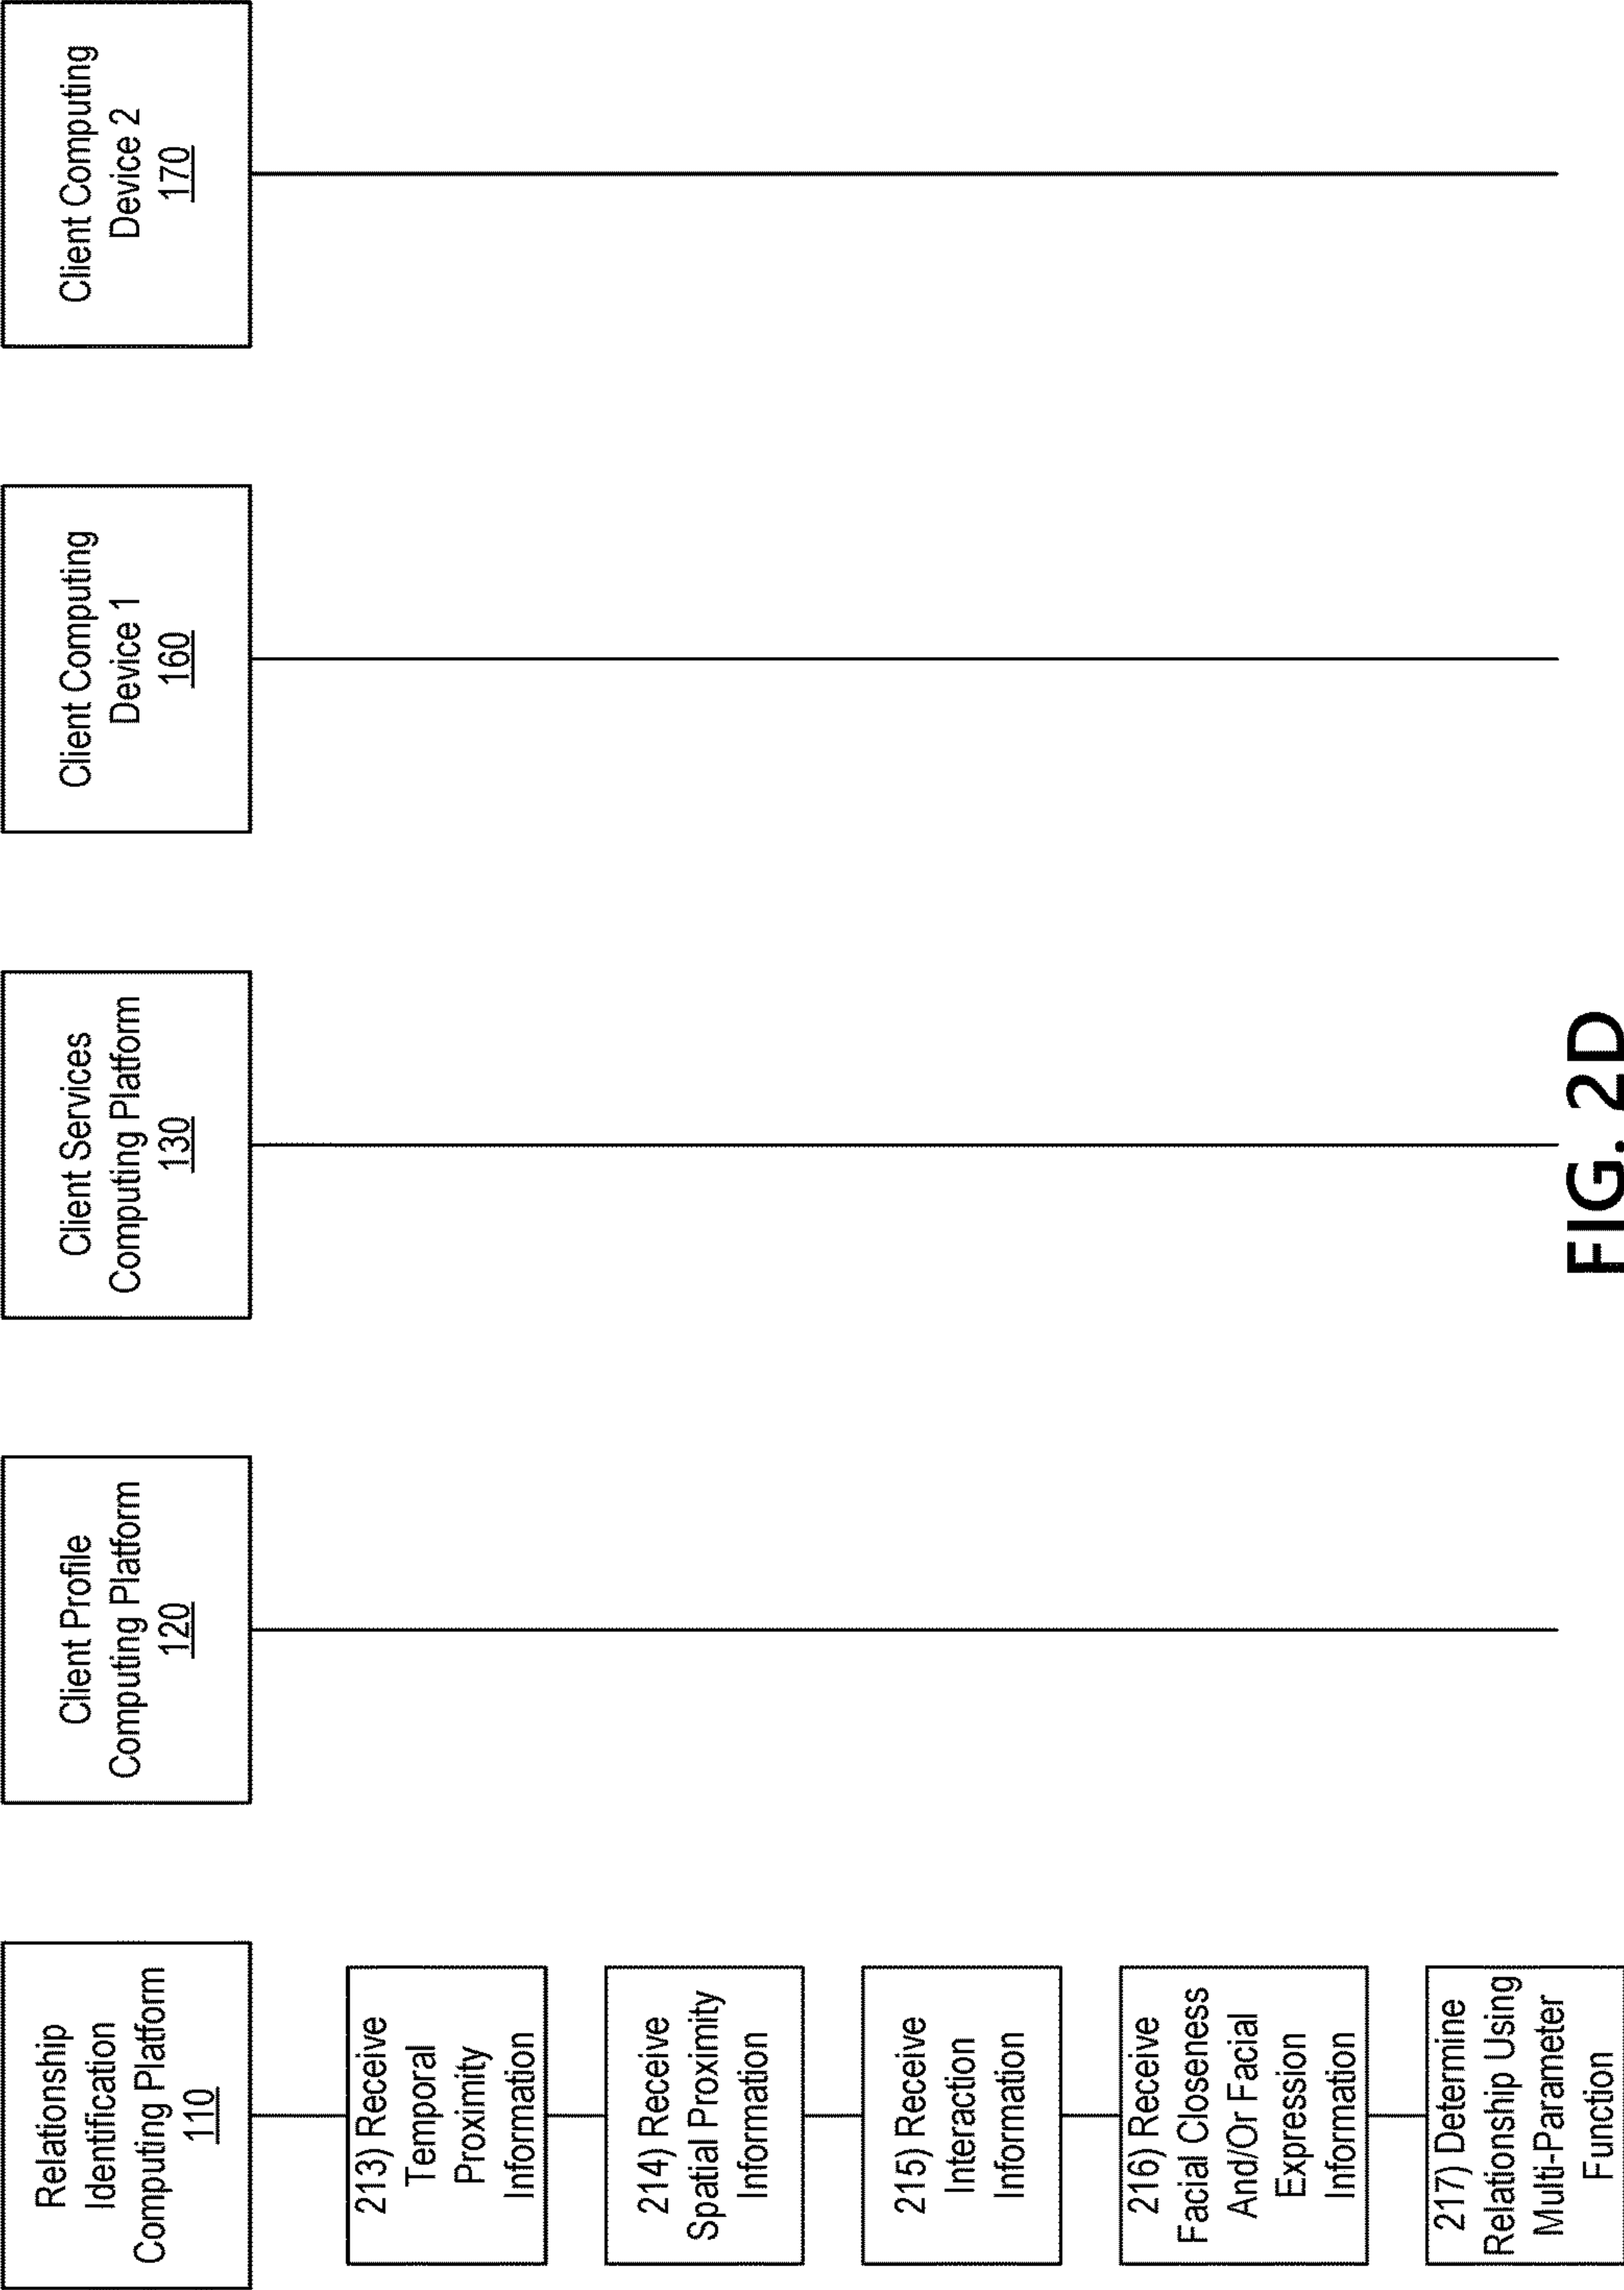 Relationship
Identification
Computing Platform
110
Client Profile
Computing Platform
120
Client Services
Computing Platform
130
Client Computing
Device 1
160
Client Computing
Device 2
170
213) Receive
Temporal
Proximity
Information
214) Receive
Spatial Proximity
Information
215) Receive
Interaction
Information
216) Receive
Facial Closeness
And/Or Facial
Expression
Information
217) Determine
Relationship Using
Multi-Parameter
Function
FIG. 2D